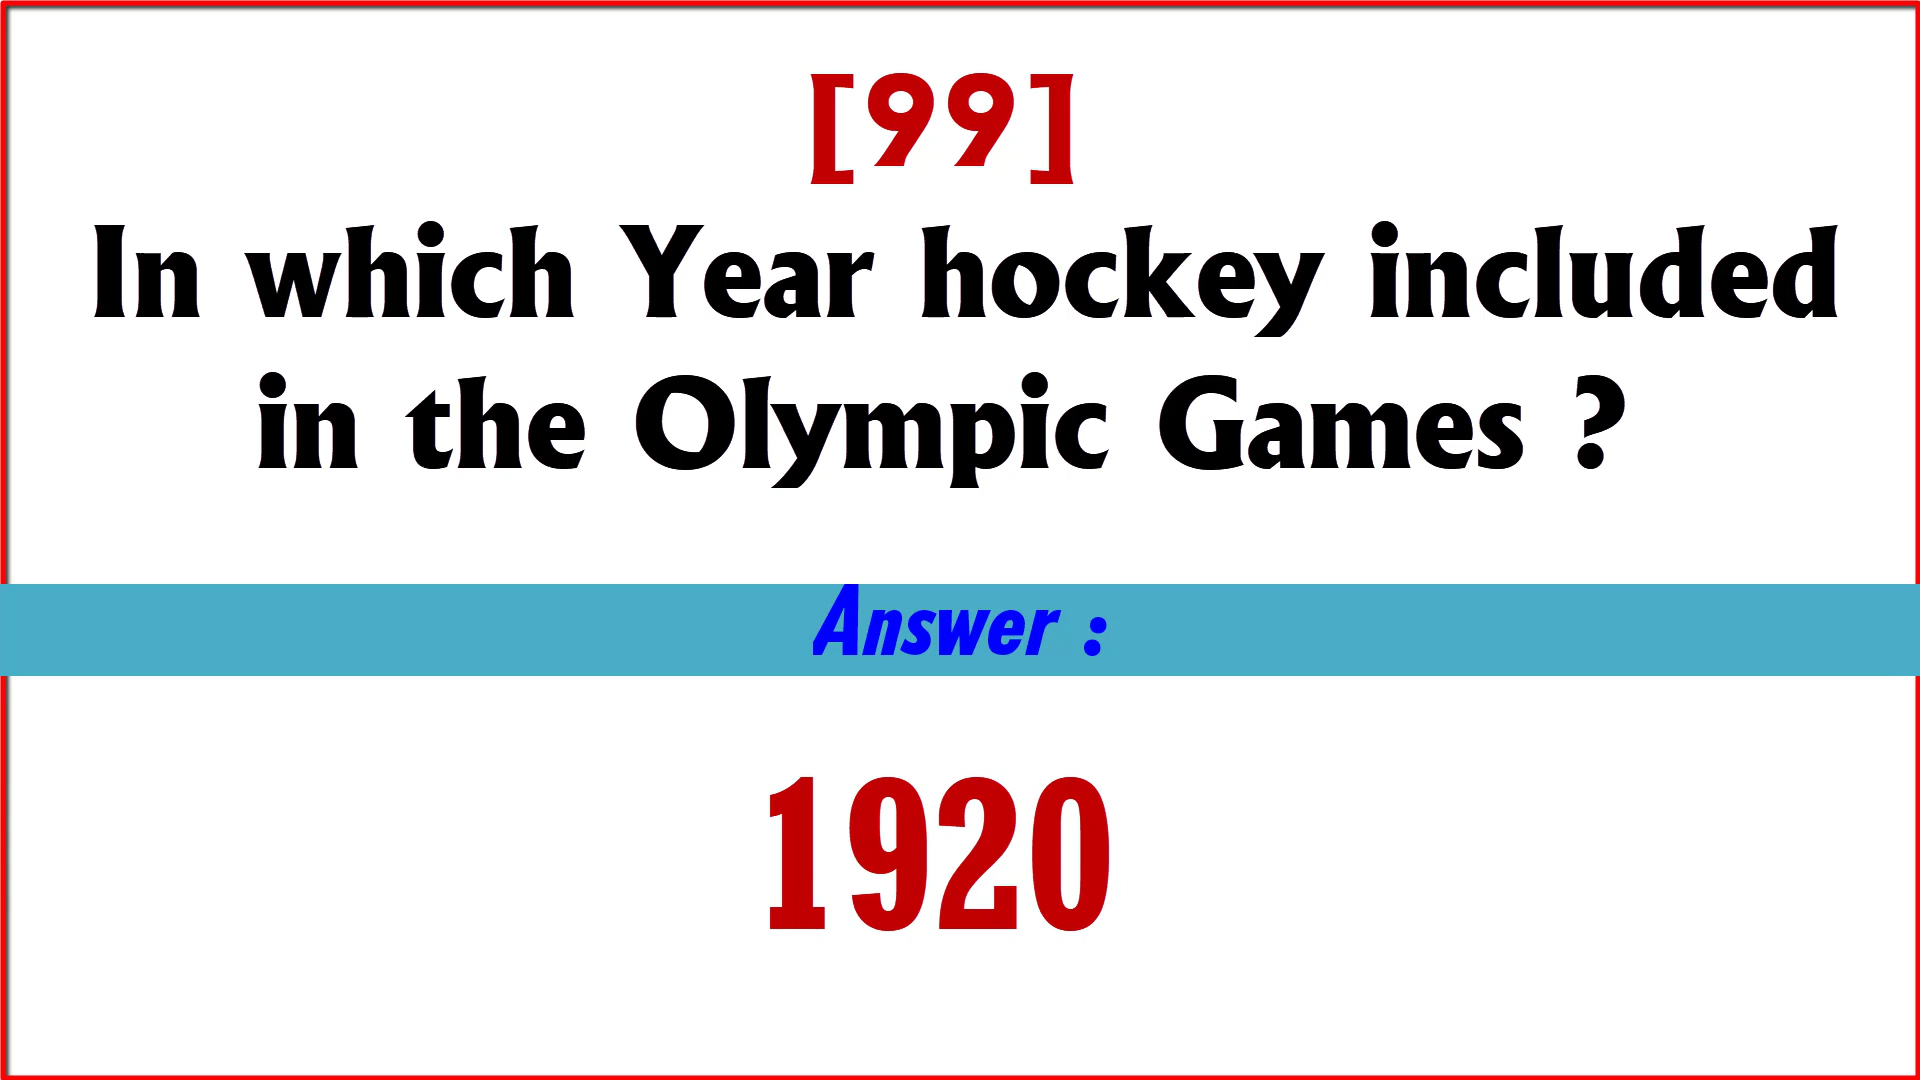 [99]
In which Year hockey included
in the Olympic Games ?
Answer :
1920